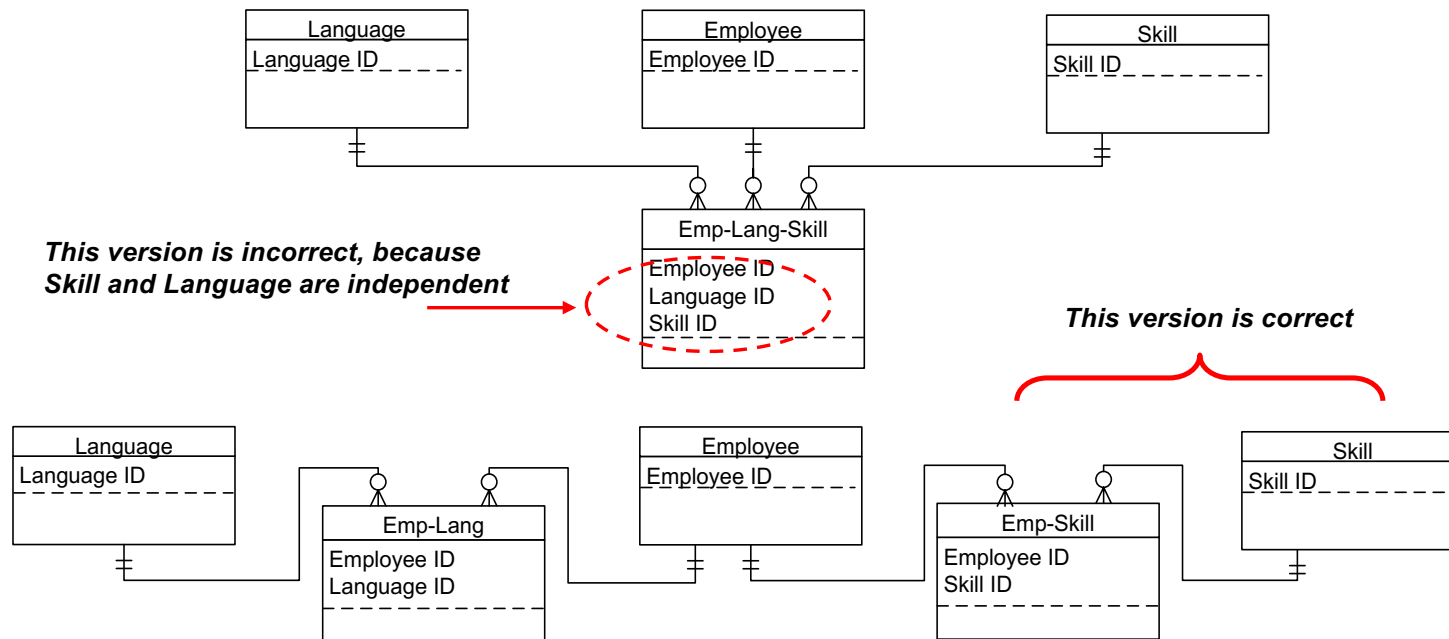 Language
Language ID
Employee
Employee ID
Skill
Skill ID
Emp-Lang-Skill
Employee ID
Language ID
Skill ID
This version is incorrect, because
Skill and Language are independent
This version is correct
Language
Language ID
Emp-Lang
Employee ID
Language ID
Employee
Employee ID
Emp-Skill
Employee ID
Skill ID
Skill
Skill ID